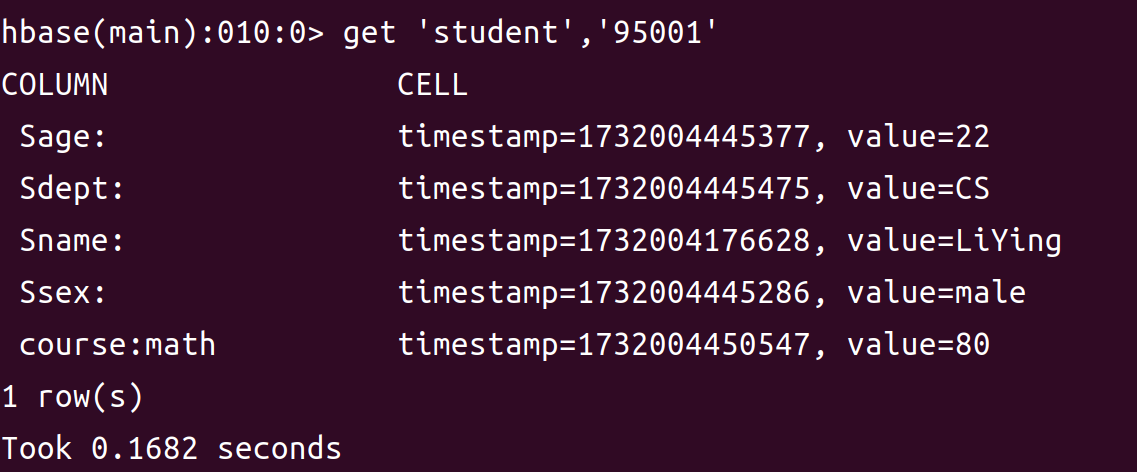 hbase(main):010:0> get 'student','95001'
COLUMN CELL
Sage: timestamp=1732004445377, value=22
Sdept: timestamp=1732004445475, value=CS
Sname: timestamp=1732004176628, value=LiYing
Ssex: timestamp=1732004445286, value=male
course:math timestamp=1732004450547, value=80
1 row(s)
Took 0.1682 seconds